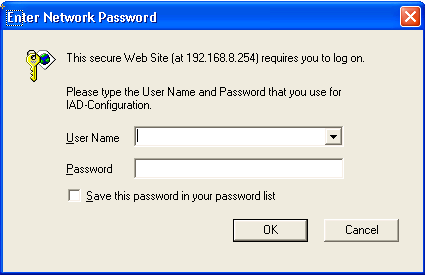 Enter Network Password
This secure Web Site (at 192.168.8.254) requires you to log on.
Please type the User Name and Password that you use for
IAD-Configuration.
User Name
Password
Save this password in your password list
OK Cancel